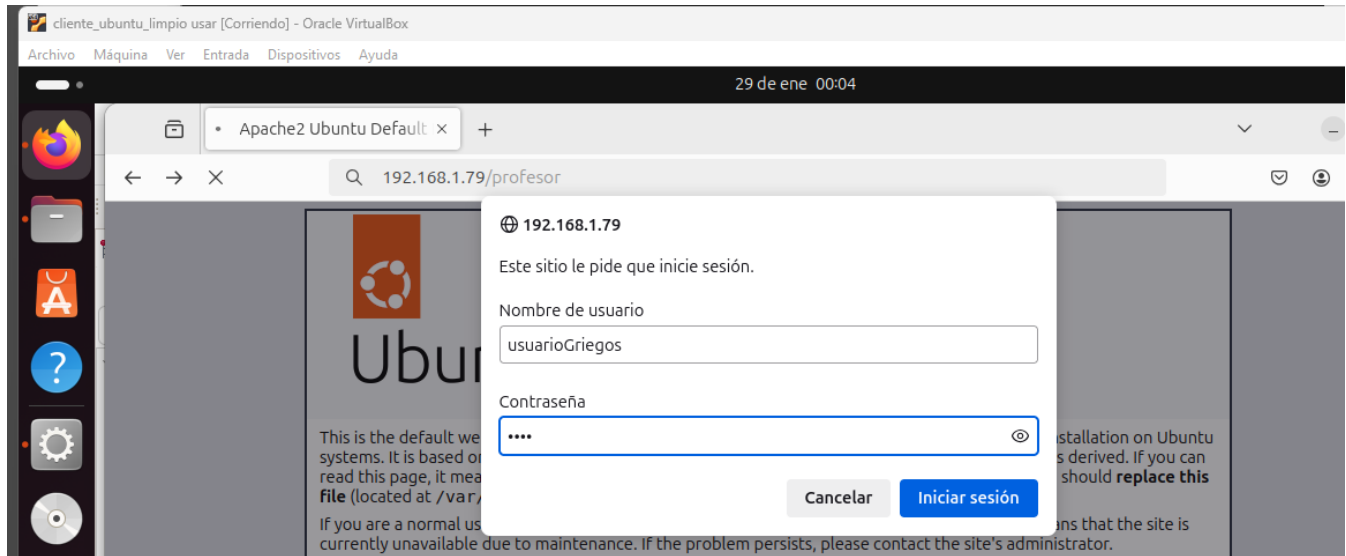 cliente_ubuntu_limpio usar [Corriendo] - Oracle VirtualBox
Archivo Máquina Ver Entrada Dispositivos Ayuda
29 de ene 00:04
Apache2 Ubuntu Default
192.168.1.79/profesor
192.168.1.79
Este sitio le pide que inicie sesión.
Nombre de usuario
usuarioGriegos
Contraseña
••••
Cancelar Iniciar sesión
This is the default we stallation on Ubuntu
systems. It is based s derived. If you can
read this page, it mea should replace this
file (located at /var/
If you are a normal us ans that the site is
currently unavailable due to maintenance. If the problem persists, please contact the site's administrator.